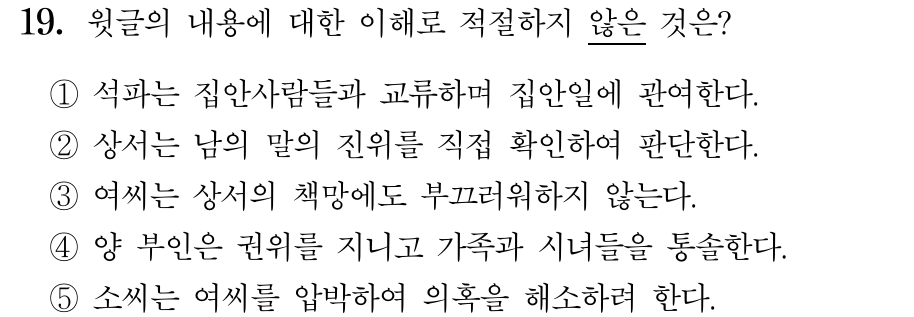 19. 윗글의 내용에 대한 이해로 적절하지 않은 것은?
① 석파는 집안사람들과 교류하며 집안일에 관여한다.
② 상서는 남의 말의 진위를 직접 확인하여 판단한다.
③ 여씨는 상서의 책망에도 부끄러워하지 않는다.
④ 양 부인은 권위를 지니고 가족과 시녀들을 통솔한다.
⑤ 소씨는 여씨를 압박하여 의혹을 해소하려 한다.